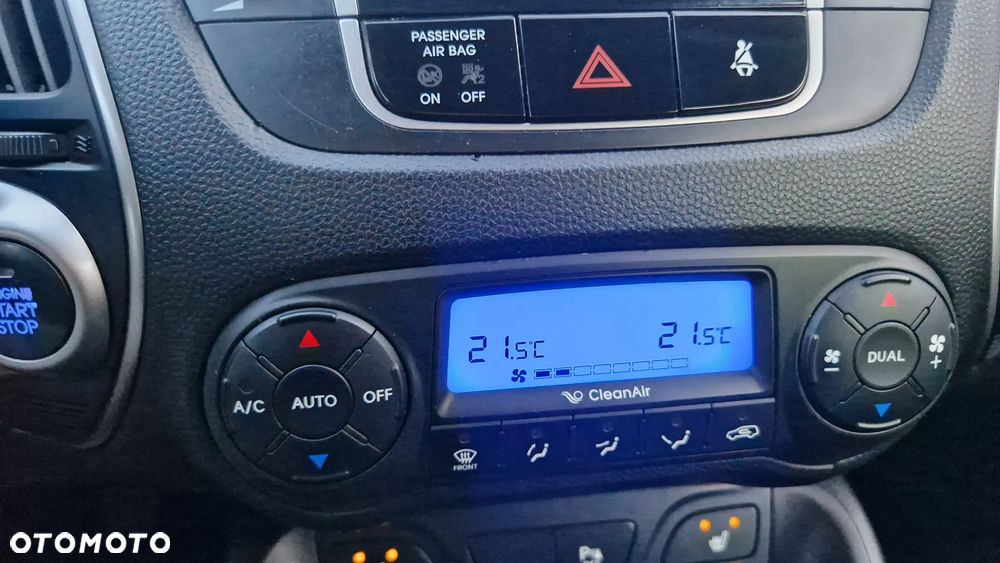 PASSENGER
AIR BAG
ON OFF
START
STOP
21.5°C 21.5°C
CleanAir
A/C AUTO OFF
DUAL
FRONT
OTOMOTO